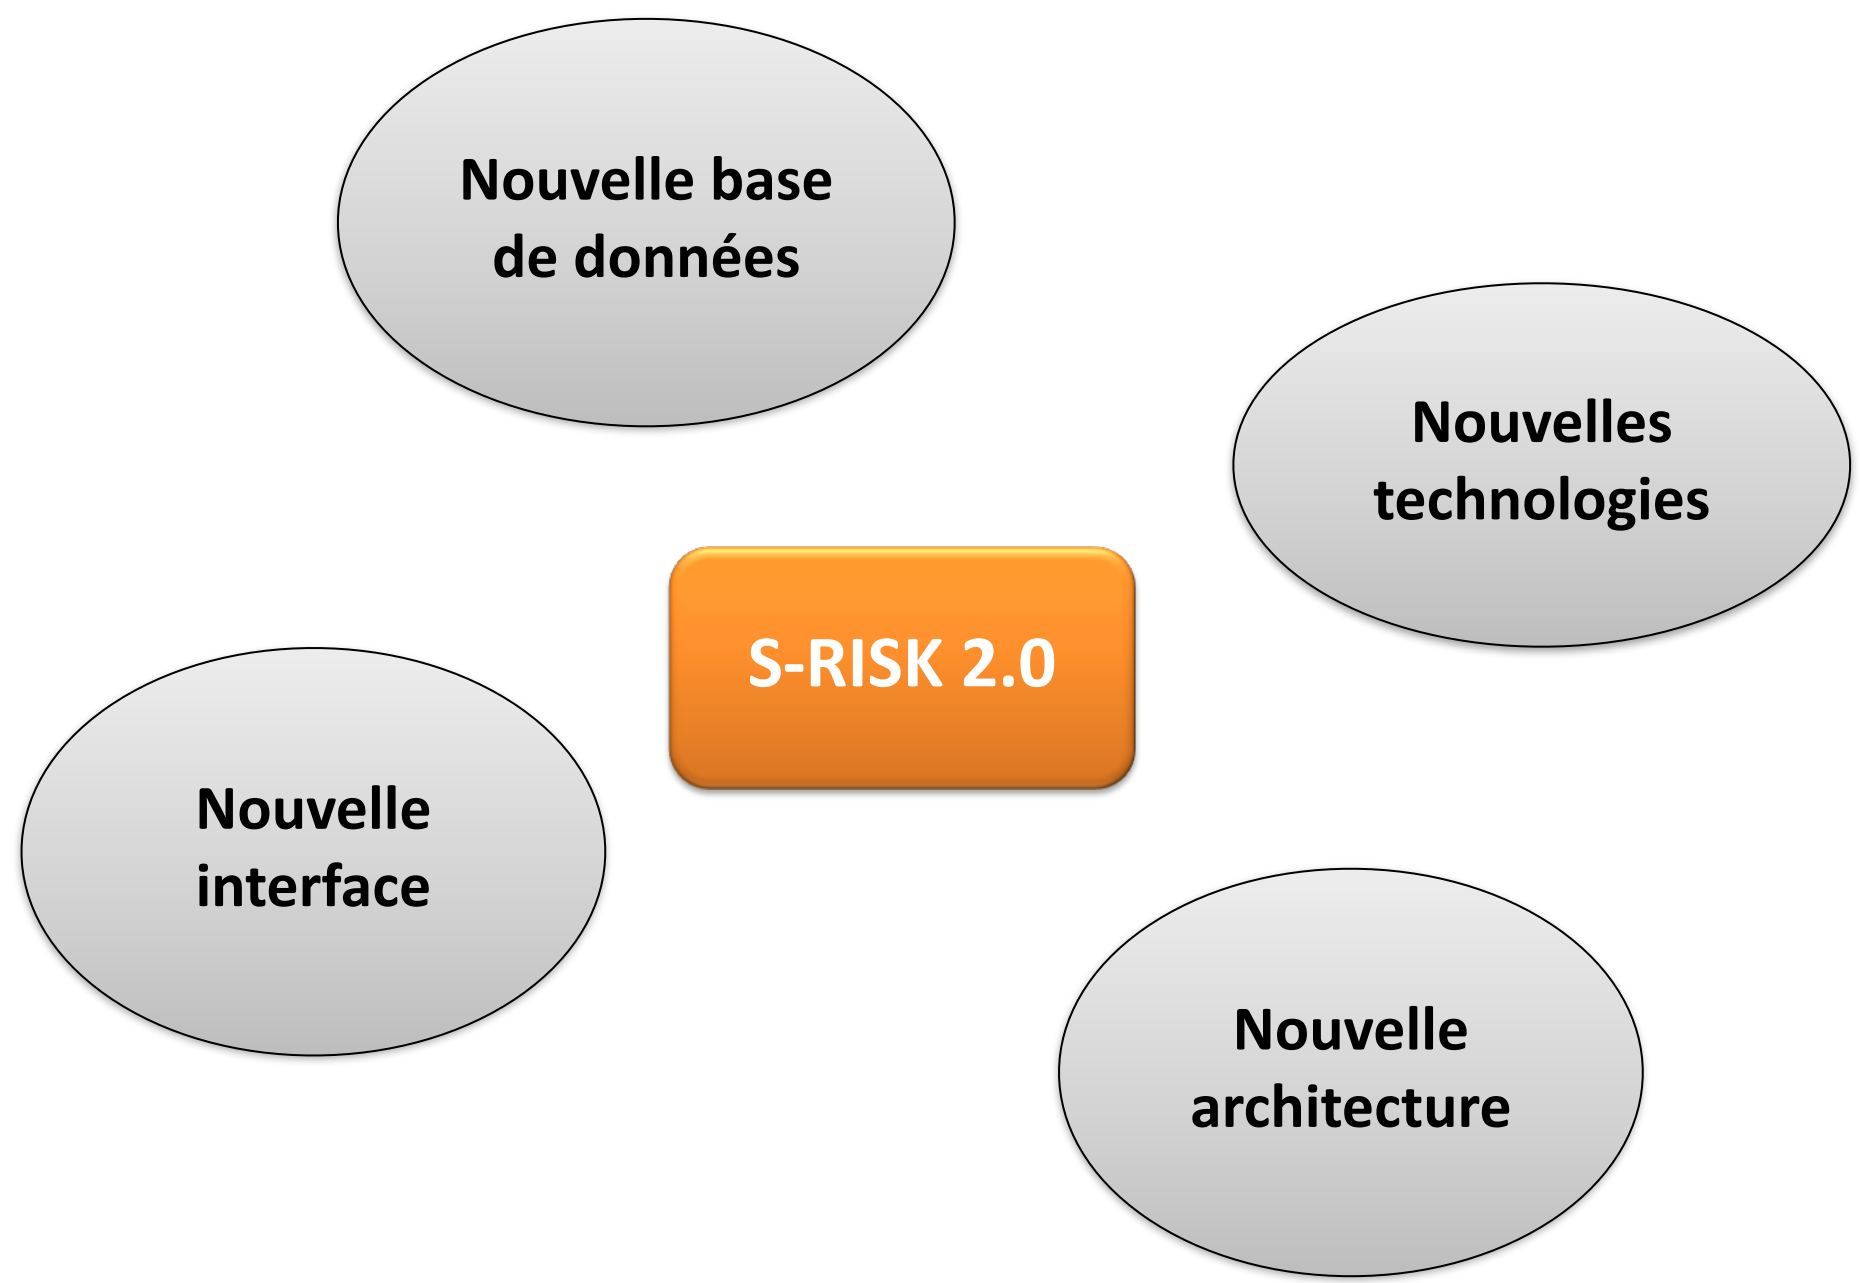 Nouvelle base
de données
Nouvelles
technologies
S-RISK 2.0
Nouvelle
interface
Nouvelle
architecture